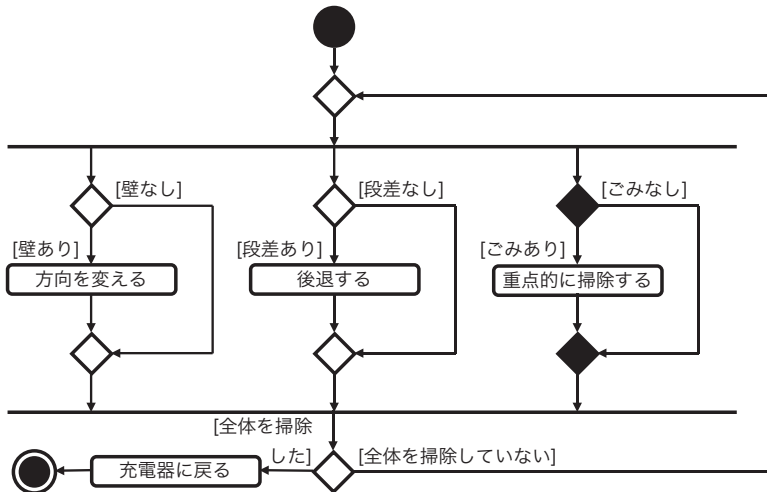 [壁なし]
[段差なし]
[ごみなし]
[壁あり]
[段差あり]
[ごみあり]
方向を変える
後退する
重点的に掃除する
[全体を掃除
した]
[全体を掃除していない]
充電器に戻る